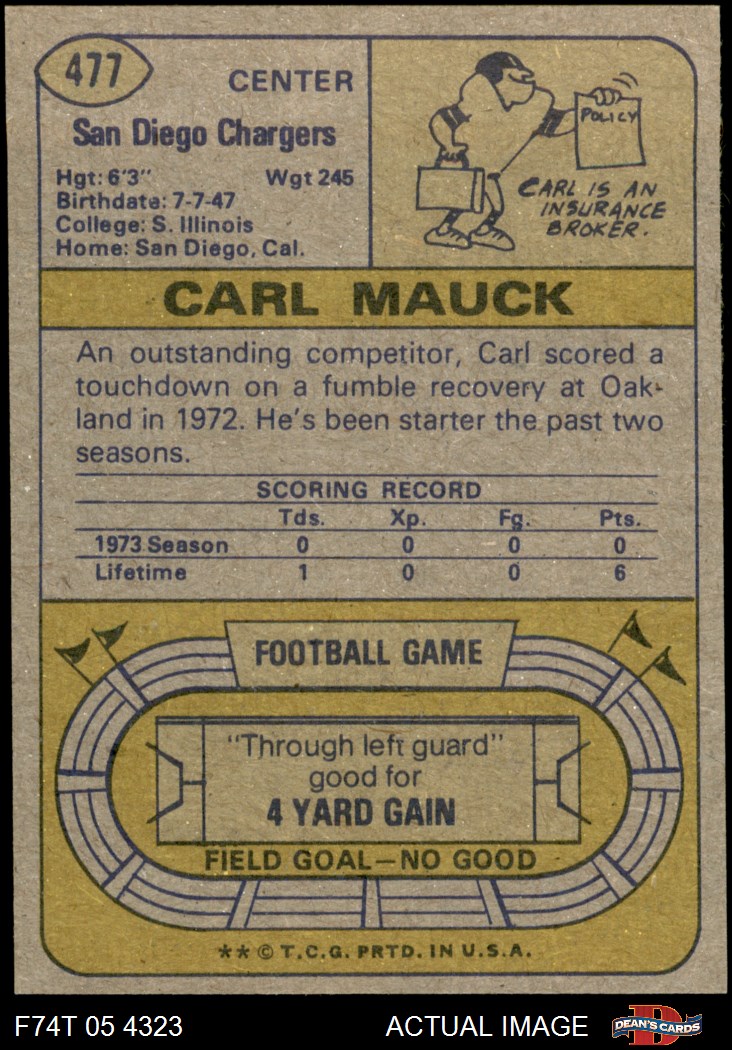 477
CENTER
San Diego Chargers
Hgt: 6'3" Wgt 245
Birthdate: 7-7-47
College: S. Illinois
Home: San Diego, Cal.
POLICY
CARL IS AN
INSURANCE
BROKER.
CARL MAUCK
An outstanding competitor, Carl scored a
touchdown on a fumble recovery at Oak-
land in 1972. He's been starter the past two
seasons.
SCORING RECORD
Tds. Xp. Fg. Pts.
1973 Season 0 0 0 0
Lifetime 1 0 0 6
FOOTBALL GAME
"Through left guard"
good for
4 YARD GAIN
FIELD GOAL—NO GOOD
** © T.C.G. PRTD. IN U.S.A.
F74T 05 4323 ACTUAL IMAGE
D
DEAN'S CARDS